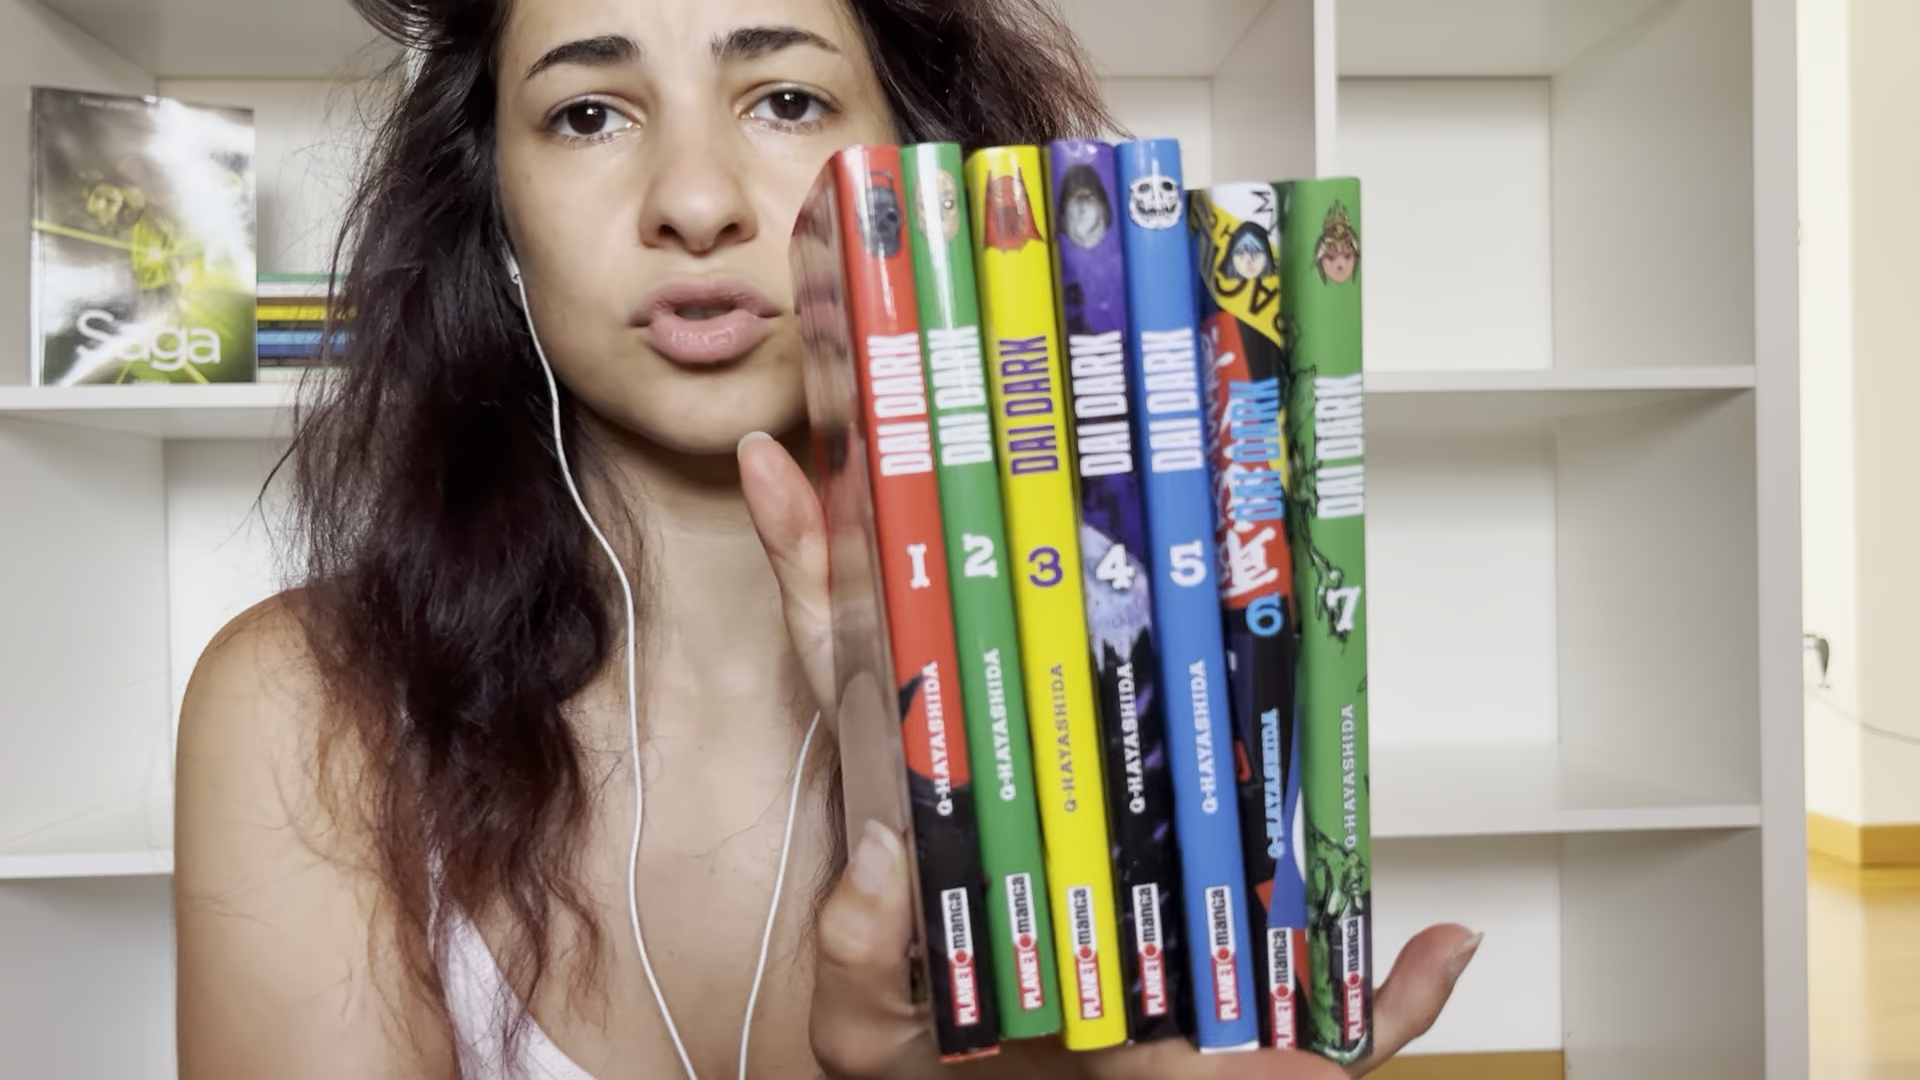 Saga
DAI DARK
1
Q-HAYASHIDA
PLANET manga
DAI DARK
2
Q-HAYASHIDA
PLANET manga
DAI DARK
3
Q-HAYASHIDA
PLANET manga
DAI DARK
4
Q-HAYASHIDA
PLANET manga
DAI DARK
5
Q-HAYASHIDA
PLANET manga
DAI DARK
6
Q-HAYASHIDA
PLANET manga
DAI DARK
7
Q-HAYASHIDA
PLANET manga